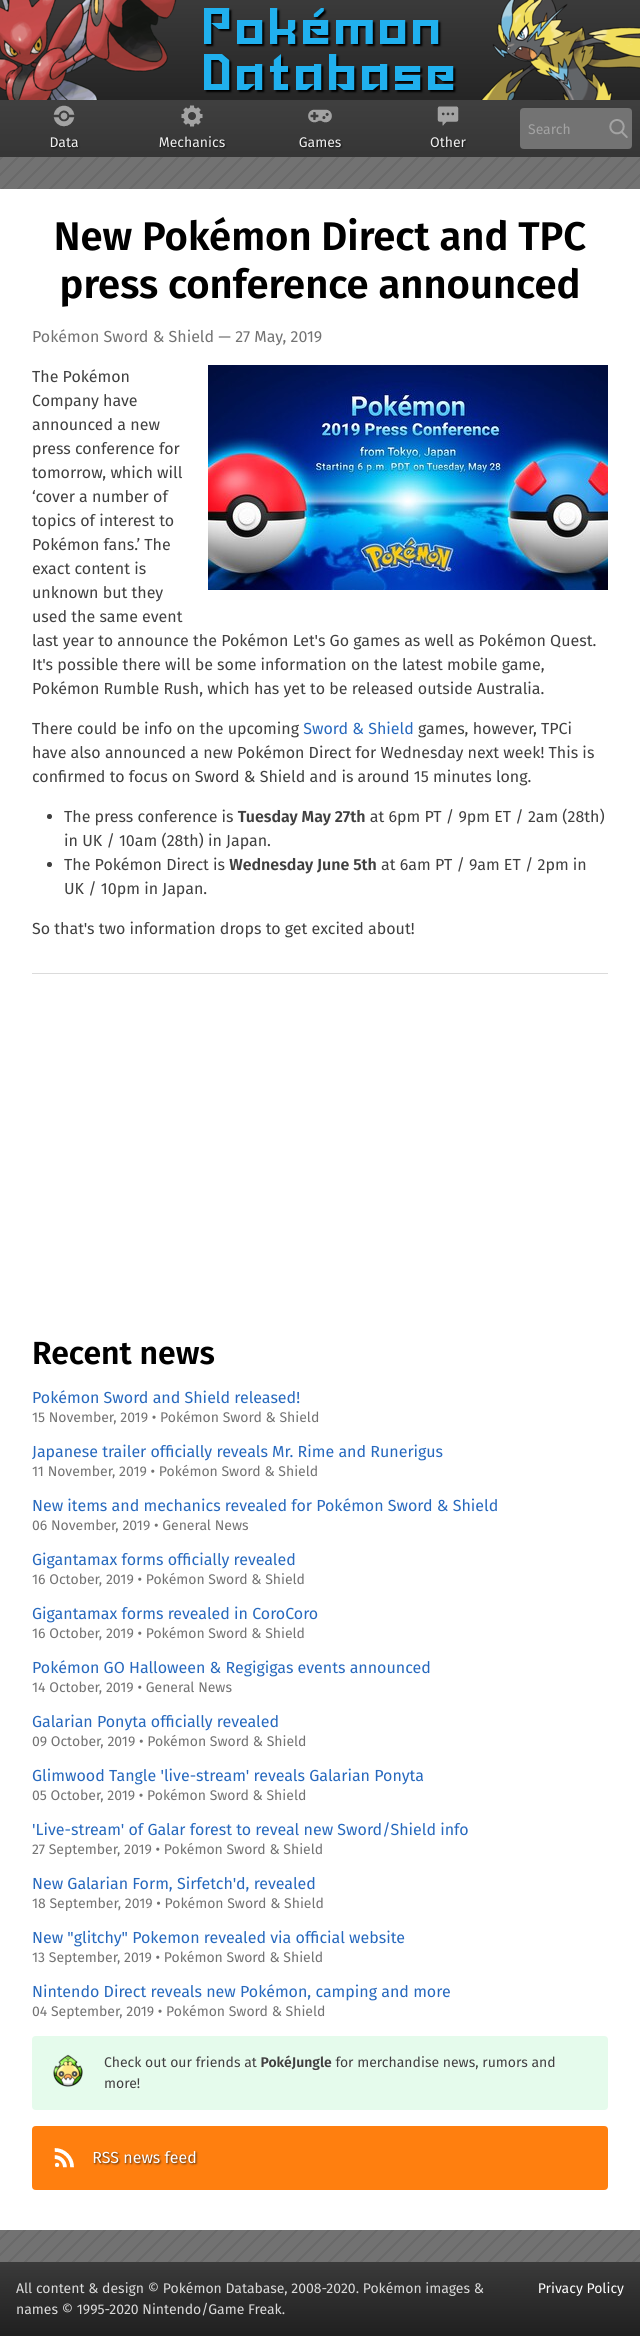 Pokémon
Database
Data
Mechanics
Games
Other
Search
New Pokémon Direct and TPC
press conference announced
Pokémon Sword & Shield — 27 May, 2019
The Pokémon
Company have
announced a new
press conference for
tomorrow, which will
‘cover a number of
topics of interest to
Pokémon fans.’ The
exact content is
unknown but they
used the same event
last year to announce the Pokémon Let's Go games as well as Pokémon Quest.
It's possible there will be some information on the latest mobile game,
Pokémon Rumble Rush, which has yet to be released outside Australia.
Pokémon
2019 Press Conference
from Tokyo, Japan
Starting 6 p.m. PDT on Tuesday, May 28
Pokémon
There could be info on the upcoming Sword & Shield games, however, TPCi
have also announced a new Pokémon Direct for Wednesday next week! This is
confirmed to focus on Sword & Shield and is around 15 minutes long.
• The press conference is Tuesday May 27th at 6pm PT / 9pm ET / 2am (28th)
in UK / 10am (28th) in Japan.
• The Pokémon Direct is Wednesday June 5th at 6am PT / 9am ET / 2pm in
UK / 10pm in Japan.
So that's two information drops to get excited about!
Recent news
Pokémon Sword and Shield released!
15 November, 2019 • Pokémon Sword & Shield
Japanese trailer officially reveals Mr. Rime and Runerigus
11 November, 2019 • Pokémon Sword & Shield
New items and mechanics revealed for Pokémon Sword & Shield
06 November, 2019 • General News
Gigantamax forms officially revealed
16 October, 2019 • Pokémon Sword & Shield
Gigantamax forms revealed in CoroCoro
16 October, 2019 • Pokémon Sword & Shield
Pokémon GO Halloween & Regigigas events announced
14 October, 2019 • General News
Galarian Ponyta officially revealed
09 October, 2019 • Pokémon Sword & Shield
Glimwood Tangle 'live-stream' reveals Galarian Ponyta
05 October, 2019 • Pokémon Sword & Shield
'Live-stream' of Galar forest to reveal new Sword/Shield info
27 September, 2019 • Pokémon Sword & Shield
New Galarian Form, Sirfetch'd, revealed
18 September, 2019 • Pokémon Sword & Shield
New "glitchy" Pokemon revealed via official website
13 September, 2019 • Pokémon Sword & Shield
Nintendo Direct reveals new Pokémon, camping and more
04 September, 2019 • Pokémon Sword & Shield
Check out our friends at PokéJungle for merchandise news, rumors and
more!
RSS news feed
All content & design © Pokémon Database, 2008-2020. Pokémon images &
names © 1995-2020 Nintendo/Game Freak.
Privacy Policy